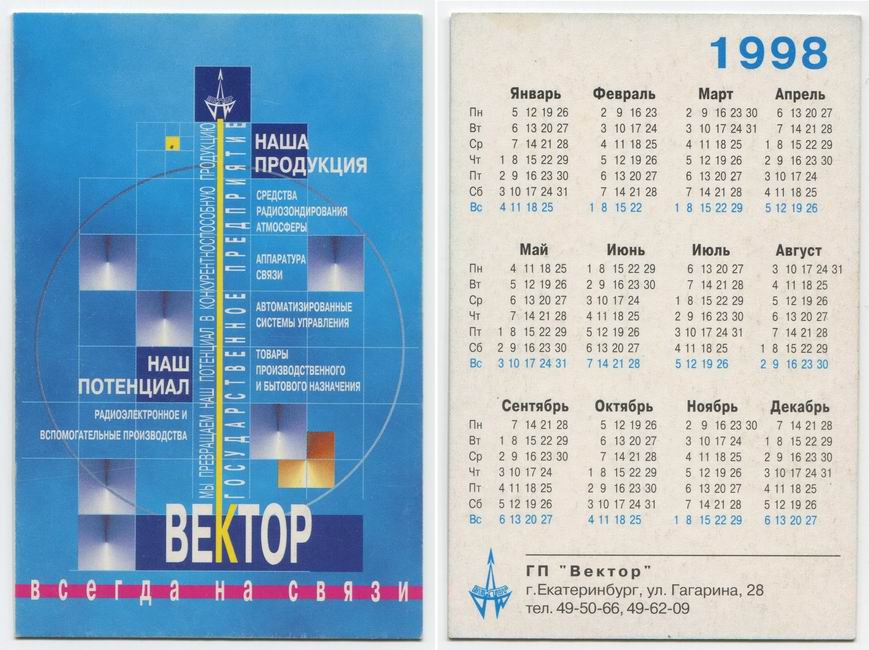 НАША
ПРОДУКЦИЯ
СРЕДСТВА
РАДИОЗОНДИРОВАНИЯ
АТМОСФЕРЫ
АППАРАТУРА
СВЯЗИ
АВТОМАТИЗИРОВАННЫЕ
СИСТЕМЫ УПРАВЛЕНИЯ
ТОВАРЫ
ПРОИЗВОДСТВЕННОГО
И БЫТОВОГО НАЗНАЧЕНИЯ
МЫ ПРЕВРАЩАЕМ НАШ ПОТЕНЦИАЛ В КОНКУРЕНТНОСПОСОБНУЮ ПРОДУКЦИЮ
ГОСУДАРСТВЕННОЕ ПРЕДПРИЯТИЕ
НАШ
ПОТЕНЦИАЛ
РАДИОЭЛЕКТРОННОЕ И
ВСПОМОГАТЕЛЬНЫЕ ПРОИЗВОДСТВА
ВЕКТОР
всегда на связи
1998
Январь Февраль Март Апрель
Пн 5 12 19 26 2 9 16 23 2 9 16 23 30 6 13 20 27
Вт 6 13 20 27 3 10 17 24 3 10 17 24 31 7 14 21 28
Ср 7 14 21 28 4 11 18 25 4 11 18 25 1 8 15 22 29
Чт 1 8 15 22 29 5 12 19 26 5 12 19 26 2 9 16 23 30
Пт 2 9 16 23 30 6 13 20 27 6 13 20 27 3 10 17 24
Сб 3 10 17 24 31 7 14 21 28 7 14 21 28 4 11 18 25
Вс 4 11 18 25 1 8 15 22 1 8 15 22 29 5 12 19 26
Май Июнь Июль Август
Пн 4 11 18 25 1 8 15 22 29 6 13 20 27 3 10 17 24 31
Вт 5 12 19 26 2 9 16 23 30 7 14 21 28 4 11 18 25
Ср 6 13 20 27 3 10 17 24 1 8 15 22 29 5 12 19 26
Чт 7 14 21 28 4 11 18 25 2 9 16 23 30 6 13 20 27
Пт 1 8 15 22 29 5 12 19 26 3 10 17 24 31 7 14 21 28
Сб 2 9 16 23 30 6 13 20 27 4 11 18 25 1 8 15 22 29
Вс 3 10 17 24 31 7 14 21 28 5 12 19 26 2 9 16 23 30
Сентябрь Октябрь Ноябрь Декабрь
Пн 7 14 21 28 5 12 19 26 2 9 16 23 30 7 14 21 28
Вт 1 8 15 22 29 6 13 20 27 3 10 17 24 1 8 15 22 29
Ср 2 9 16 23 30 7 14 21 28 4 11 18 25 2 9 16 23 30
Чт 3 10 17 24 1 8 15 22 29 5 12 19 26 3 10 17 24 31
Пт 4 11 18 25 2 9 16 23 30 6 13 20 27 4 11 18 25
Сб 5 12 19 26 3 10 17 24 31 7 14 21 28 5 12 19 26
Вс 6 13 20 27 4 11 18 25 1 8 15 22 29 6 13 20 27
ГП "Вектор"
г.Екатеринбург, ул. Гагарина, 28
тел. 49-50-66, 49-62-09